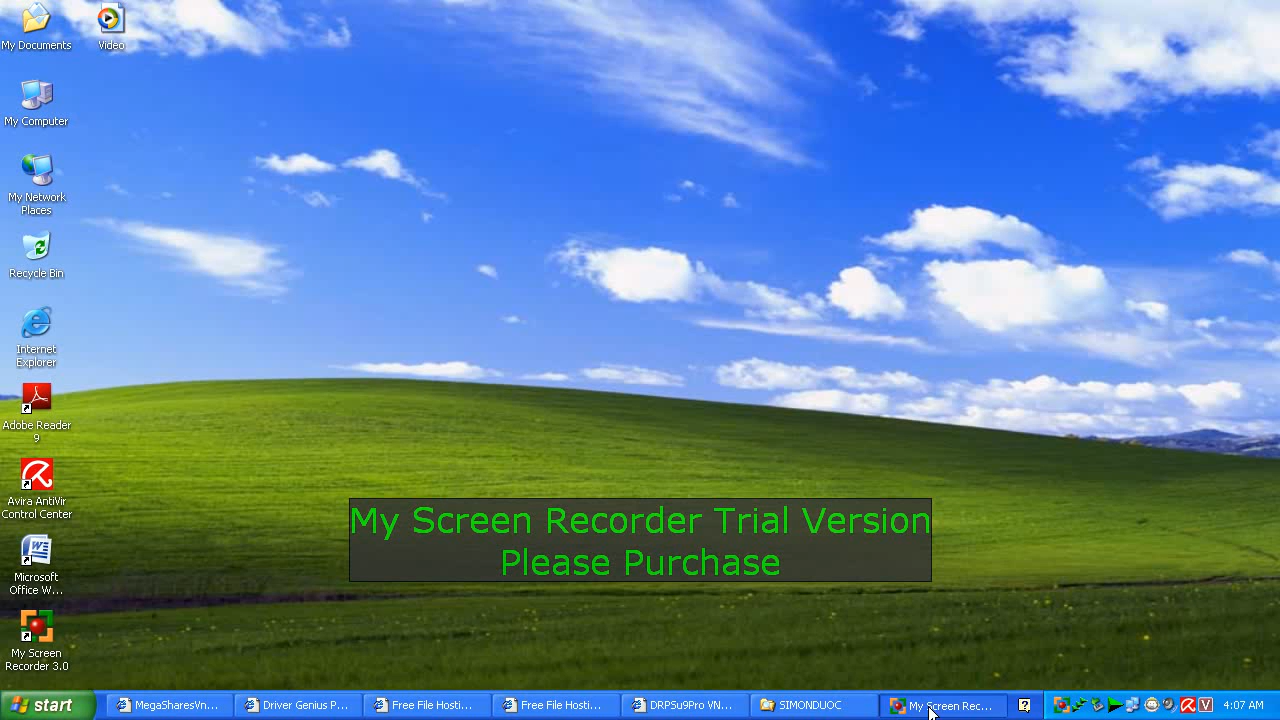 My Documents
Video
My Computer
My Network
Places
Recycle Bin
Internet
Explorer
Adobe Reader
9
Avira AntiVir
Control Center
Microsoft
Office W...
My Screen
Recorder 3.0
My Screen Recorder Trial Version
Please Purchase
start
MegaSharesVn...
Driver Genius P...
Free File Hosti...
Free File Hosti...
DRPSu9Pro VN...
SIMONDUOC
My Screen Rec...
4:07 AM